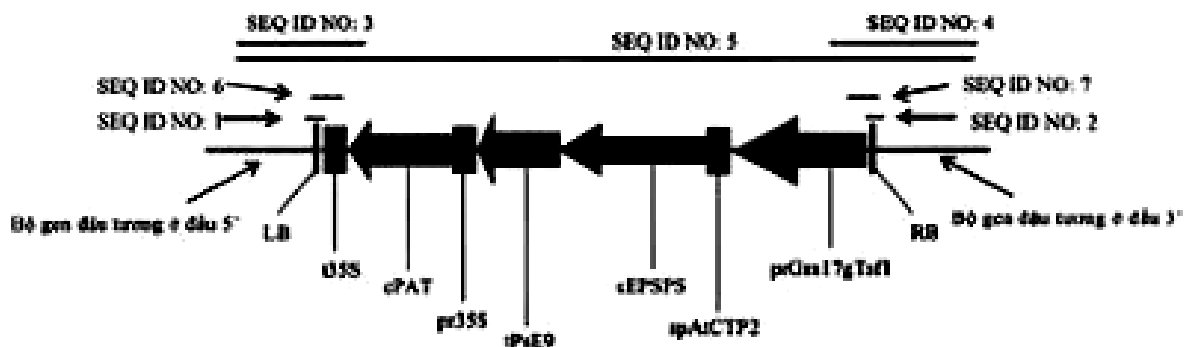 SEQ ID NO: 3
SEQ ID NO: 4
SEQ ID NO: 5
SEQ ID NO: 6
SEQ ID NO: 7
SEQ ID NO: 1
SEQ ID NO: 2
Bộ gen đậu tương ở đầu 5'
LB
RB
Bộ gen đậu tương ở đầu 3'
t35S
cPAT
pr35S
tPsE9
cEPSPS
spAtCTP2
prGm17gTsf1